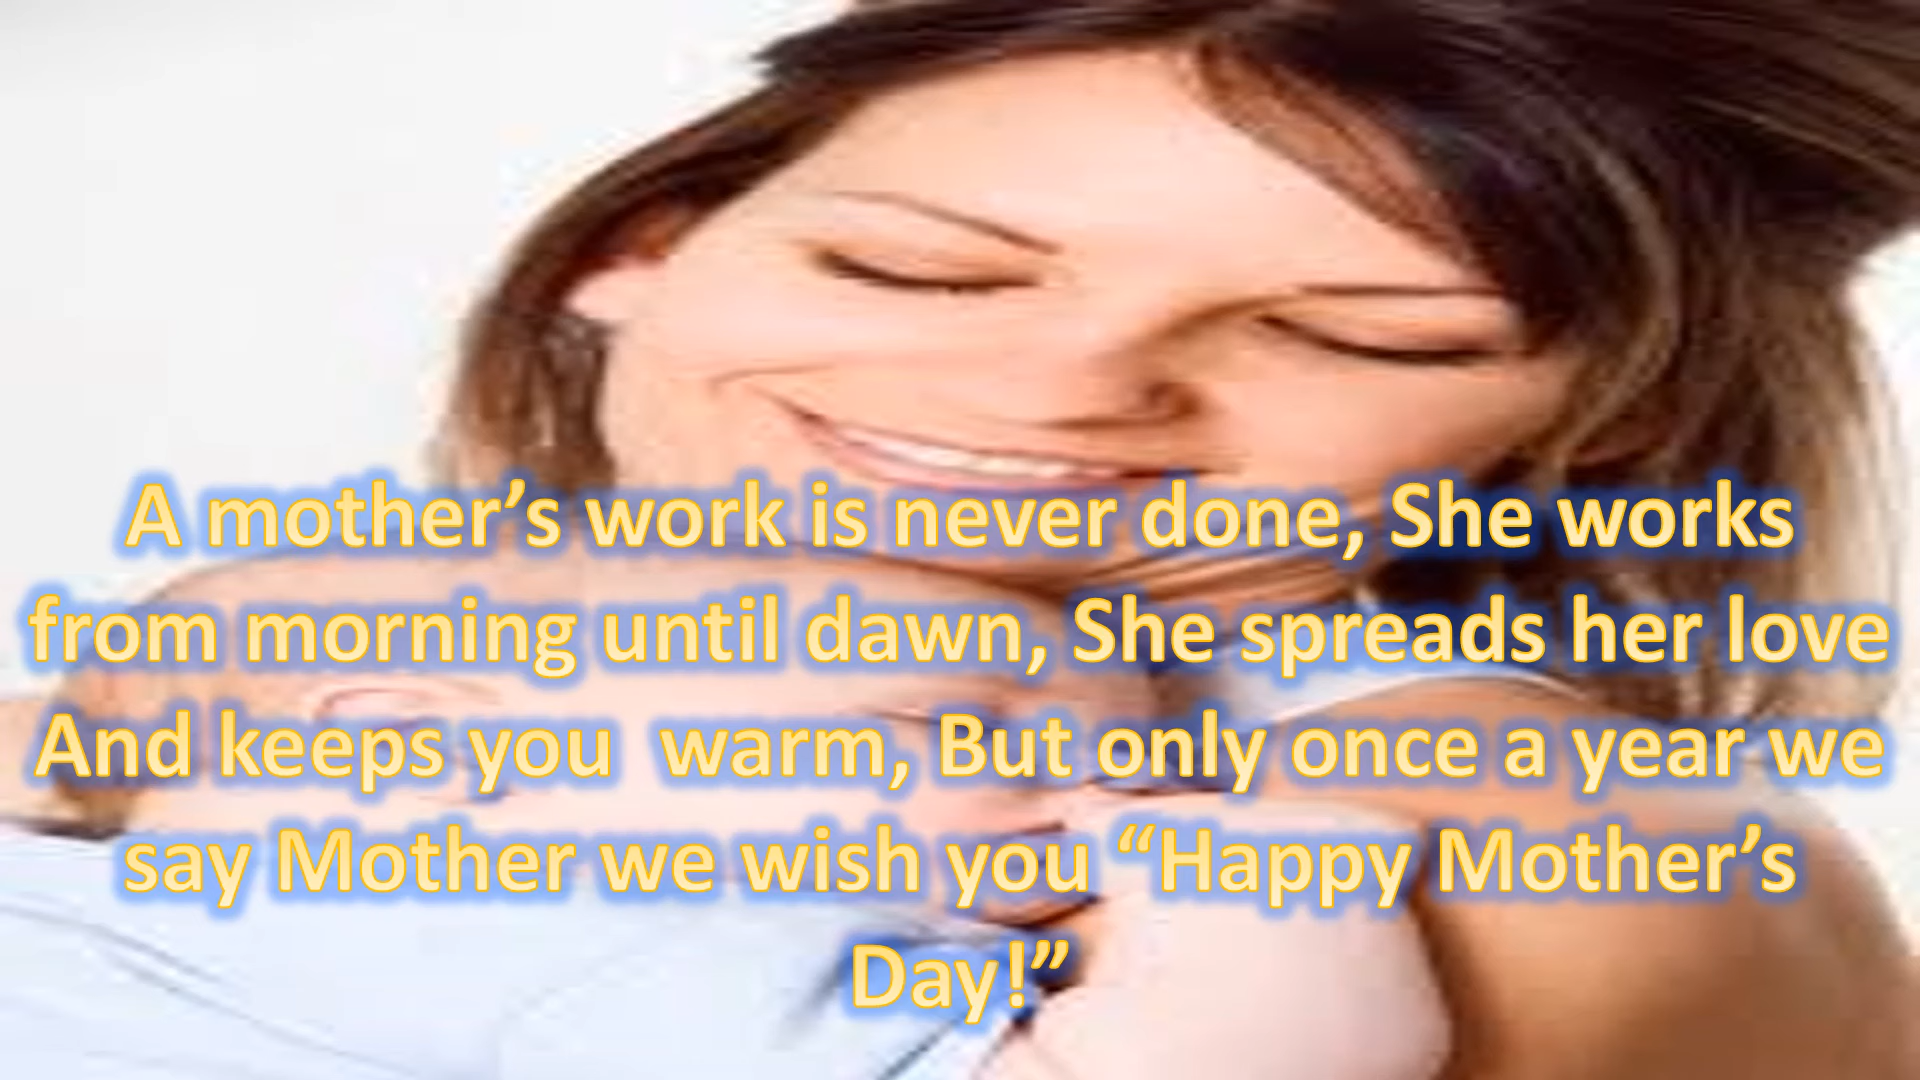 A mother’s work is never done, She works
from morning until dawn, She spreads her love
And keeps you  warm, But only once a year we
say Mother we wish you “Happy Mother’s
Day!”